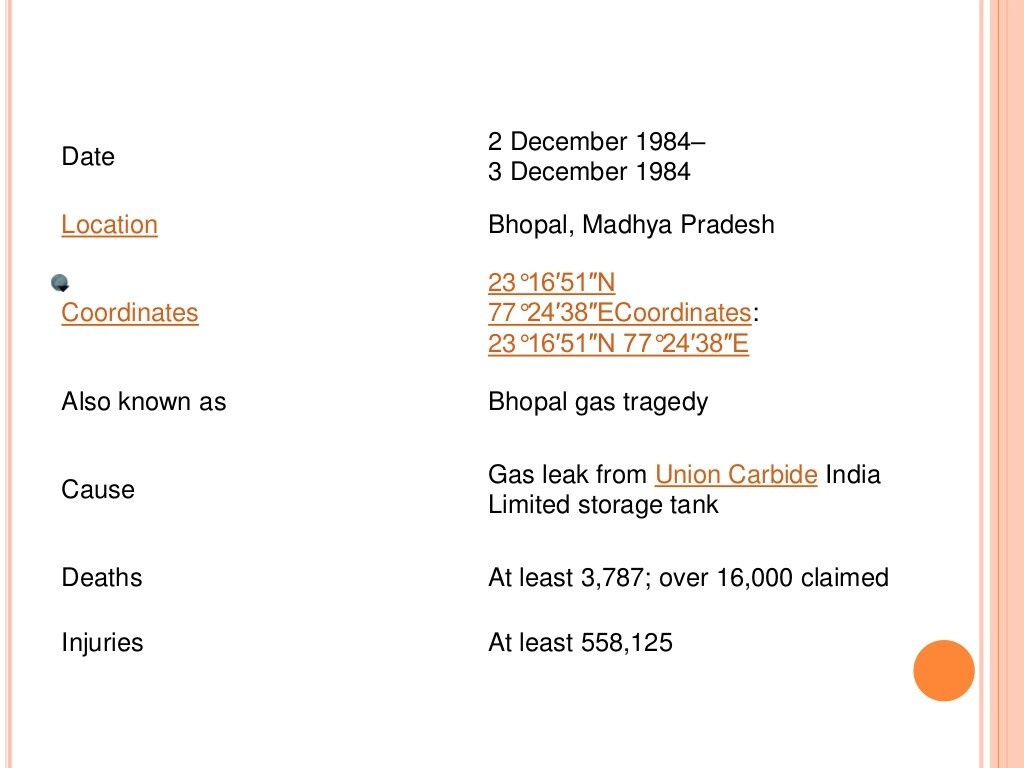 Date
2 December 1984–
3 December 1984
Location
Bhopal, Madhya Pradesh
Coordinates
23°16′51″N
77°24′38″ECoordinates:
23°16′51″N 77°24′38″E
Also known as
Bhopal gas tragedy
Cause
Gas leak from Union Carbide India
Limited storage tank
Deaths
At least 3,787; over 16,000 claimed
Injuries
At least 558,125